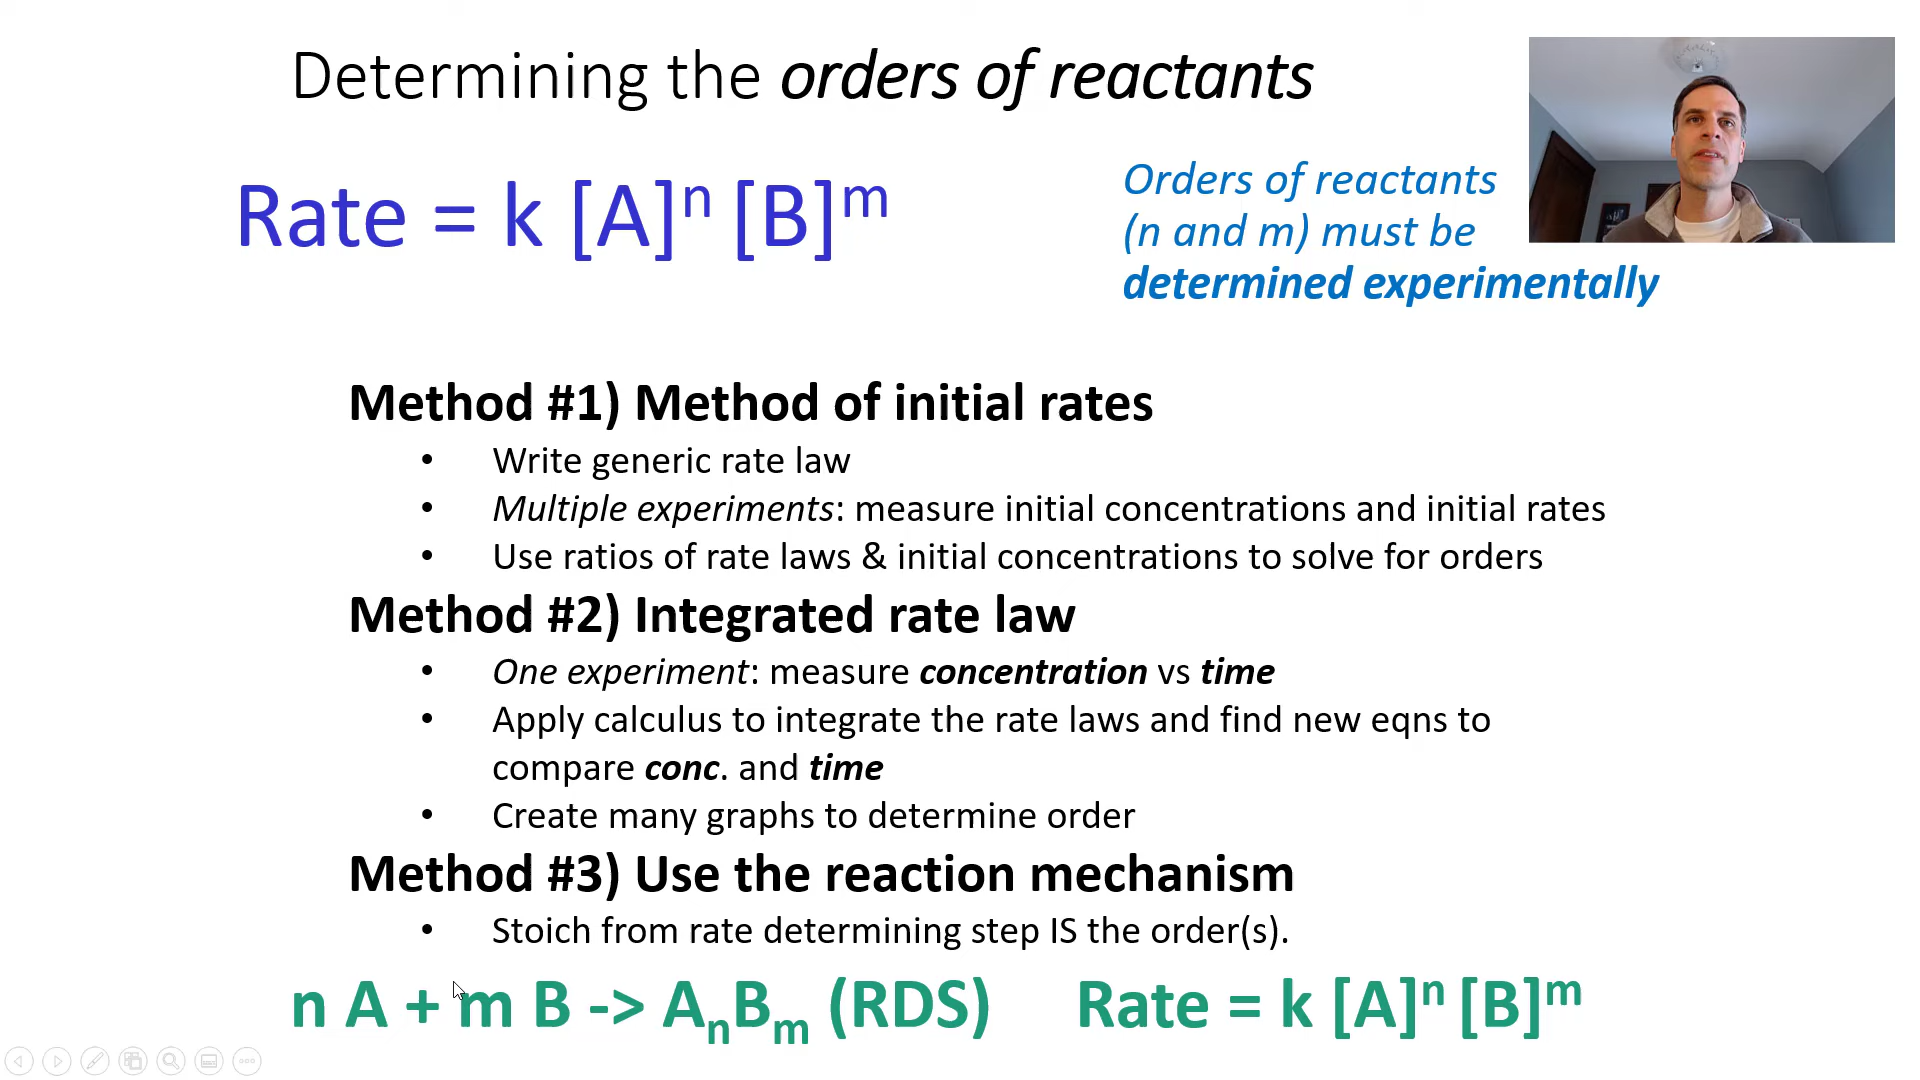 Determining the orders of reactants
Rate = k [A]ⁿ [B]ᵐ
Orders of reactants
(n and m) must be
determined experimentally
Method #1) Method of initial rates
• Write generic rate law
• Multiple experiments: measure initial concentrations and initial rates
• Use ratios of rate laws & initial concentrations to solve for orders
Method #2) Integrated rate law
• One experiment: measure concentration vs time
• Apply calculus to integrate the rate laws and find new eqns to
compare conc. and time
• Create many graphs to determine order
Method #3) Use the reaction mechanism
• Stoich from rate determining step IS the order(s).
n A + m B -> AₙBₘ (RDS) Rate = k [A]ⁿ [B]ᵐ